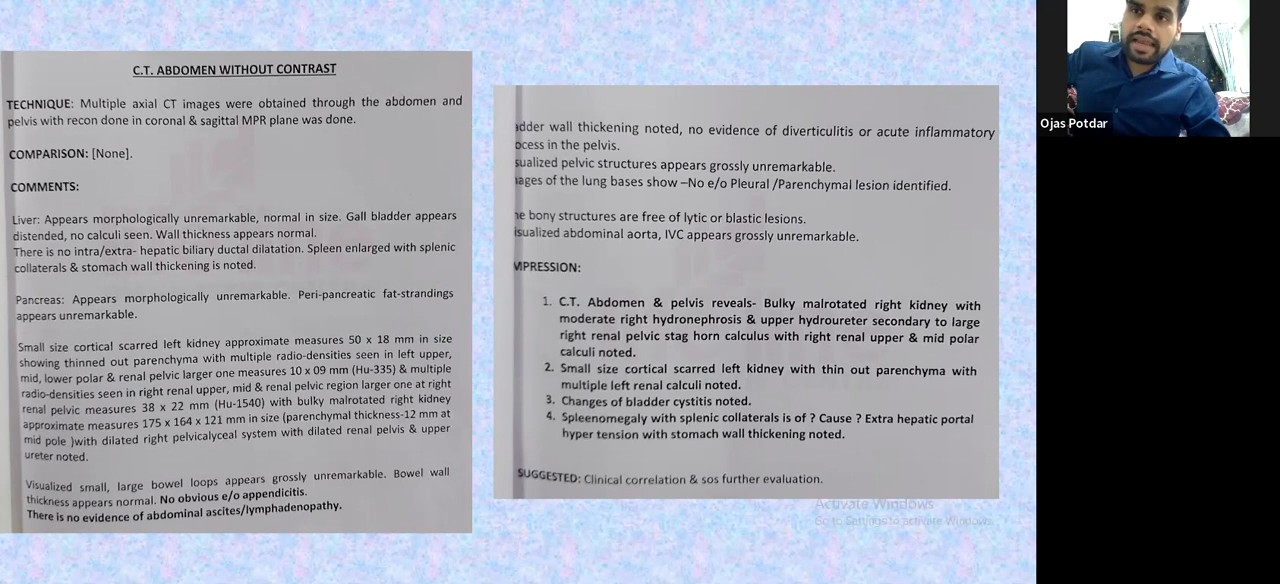 C.T. ABDOMEN WITHOUT CONTRAST
TECHNIQUE: Multiple axial CT images were obtained through the abdomen and
pelvis with recon done in coronal & sagittal MPR plane was done.
COMPARISON: [None].
COMMENTS:
Liver: Appears morphologically unremarkable, normal in size. Gall bladder appears
distended, no calculi seen. Wall thickness appears normal.
There is no intra/extra- hepatic biliary ductal dilatation. Spleen enlarged with splenic
collaterals & stomach wall thickening is noted.
Pancreas: Appears morphologically unremarkable. Peri-pancreatic fat-strandings
appears unremarkable.
Small size cortical scarred left kidney approximate measures 50 x 18 mm in size
showing thinned out parenchyma with multiple radio-densities seen in left upper,
mid, lower polar & renal pelvic larger one measures 10 x 09 mm (Hu-335) & multiple
radio-densities seen in right renal upper, mid & renal pelvic region larger one at right
renal pelvic measures 38 x 22 mm (Hu-1540) with bulky malrotated right kidney
approximate measures 175 x 164 x 121 mm in size (parenchymal thickness-12 mm at
mid pole )with dilated right pelvicalyceal system with dilated renal pelvis & upper
ureter noted.
Visualized small, large bowel loops appears grossly unremarkable. Bowel wall
thickness appears normal. No obvious e/o appendicitis.
There is no evidence of abdominal ascites/lymphadenopathy.
adder wall thickening noted, no evidence of diverticulitis or acute inflammatory
ocess in the pelvis.
sualized pelvic structures appears grossly unremarkable.
ages of the lung bases show –No e/o Pleural /Parenchymal lesion identified.
he bony structures are free of lytic or blastic lesions.
isualized abdominal aorta, IVC appears grossly unremarkable.
MPRESSION:
1. C.T. Abdomen & pelvis reveals- Bulky malrotated right kidney with
moderate right hydronephrosis & upper hydroureter secondary to large
right renal pelvic stag horn calculus with right renal upper & mid polar
calculi noted.
2. Small size cortical scarred left kidney with thin out parenchyma with
multiple left renal calculi noted.
3. Changes of bladder cystitis noted.
4. Spleenomegaly with splenic collaterals is of ? Cause ? Extra hepatic portal
hyper tension with stomach wall thickening noted.
SUGGESTED: Clinical correlation & sos further evaluation.
Activate Windows
Go to Settings to activate Windows.
Ojas Potdar